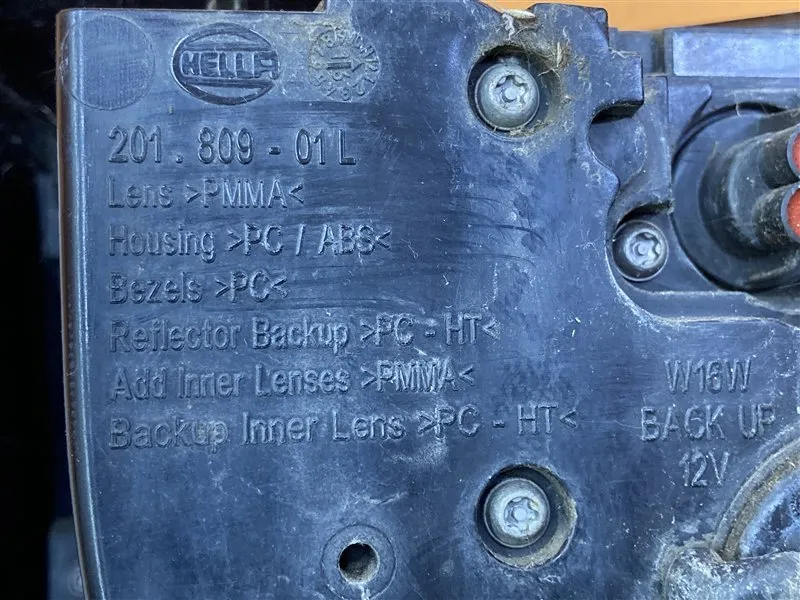 HELLA
201 . 809 - 01 L
Lens >PMMA<
Housing >PC / ABS<
Bezels >PC<
Reflector Backup >PC - HT<
Add Inner Lenses >PMMA<
Backup Inner Lens >PC - HT<
W16W
BACK UP
12V